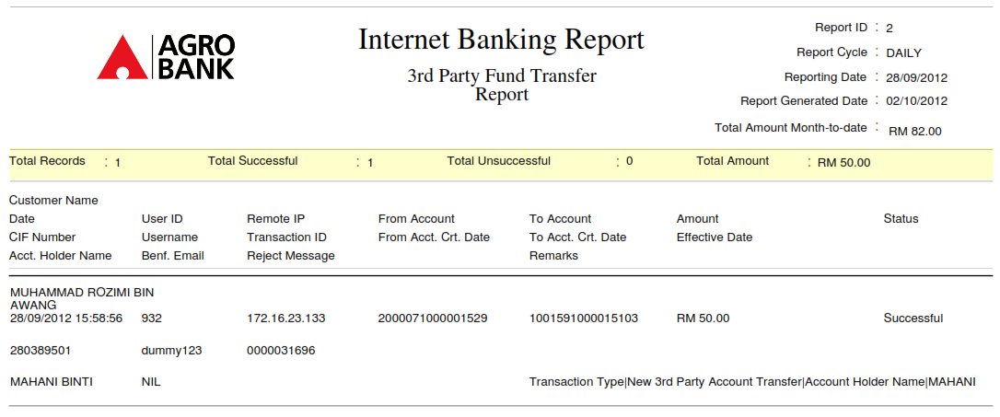 AGRO
BANK
Internet Banking Report
3rd Party Fund Transfer
Report
Report ID : 2
Report Cycle : DAILY
Reporting Date : 28/09/2012
Report Generated Date : 02/10/2012
Total Amount Month-to-date : RM 82.00
Total Records : 1 Total Successful : 1 Total Unsuccessful : 0 Total Amount : RM 50.00
Customer Name
Date User ID Remote IP From Account To Account Amount Status
CIF Number Username Transaction ID From Acct. Crt. Date To Acct. Crt. Date Effective Date
Acct. Holder Name Benf. Email Reject Message Remarks
MUHAMMAD ROZIMI BIN
AWANG
28/09/2012 15:58:56 932 172.16.23.133 2000071000001529 1001591000015103 RM 50.00 Successful
280389501 dummy123 0000031696
MAHANI BINTI NIL Transaction Type|New 3rd Party Account Transfer|Account Holder Name|MAHANI